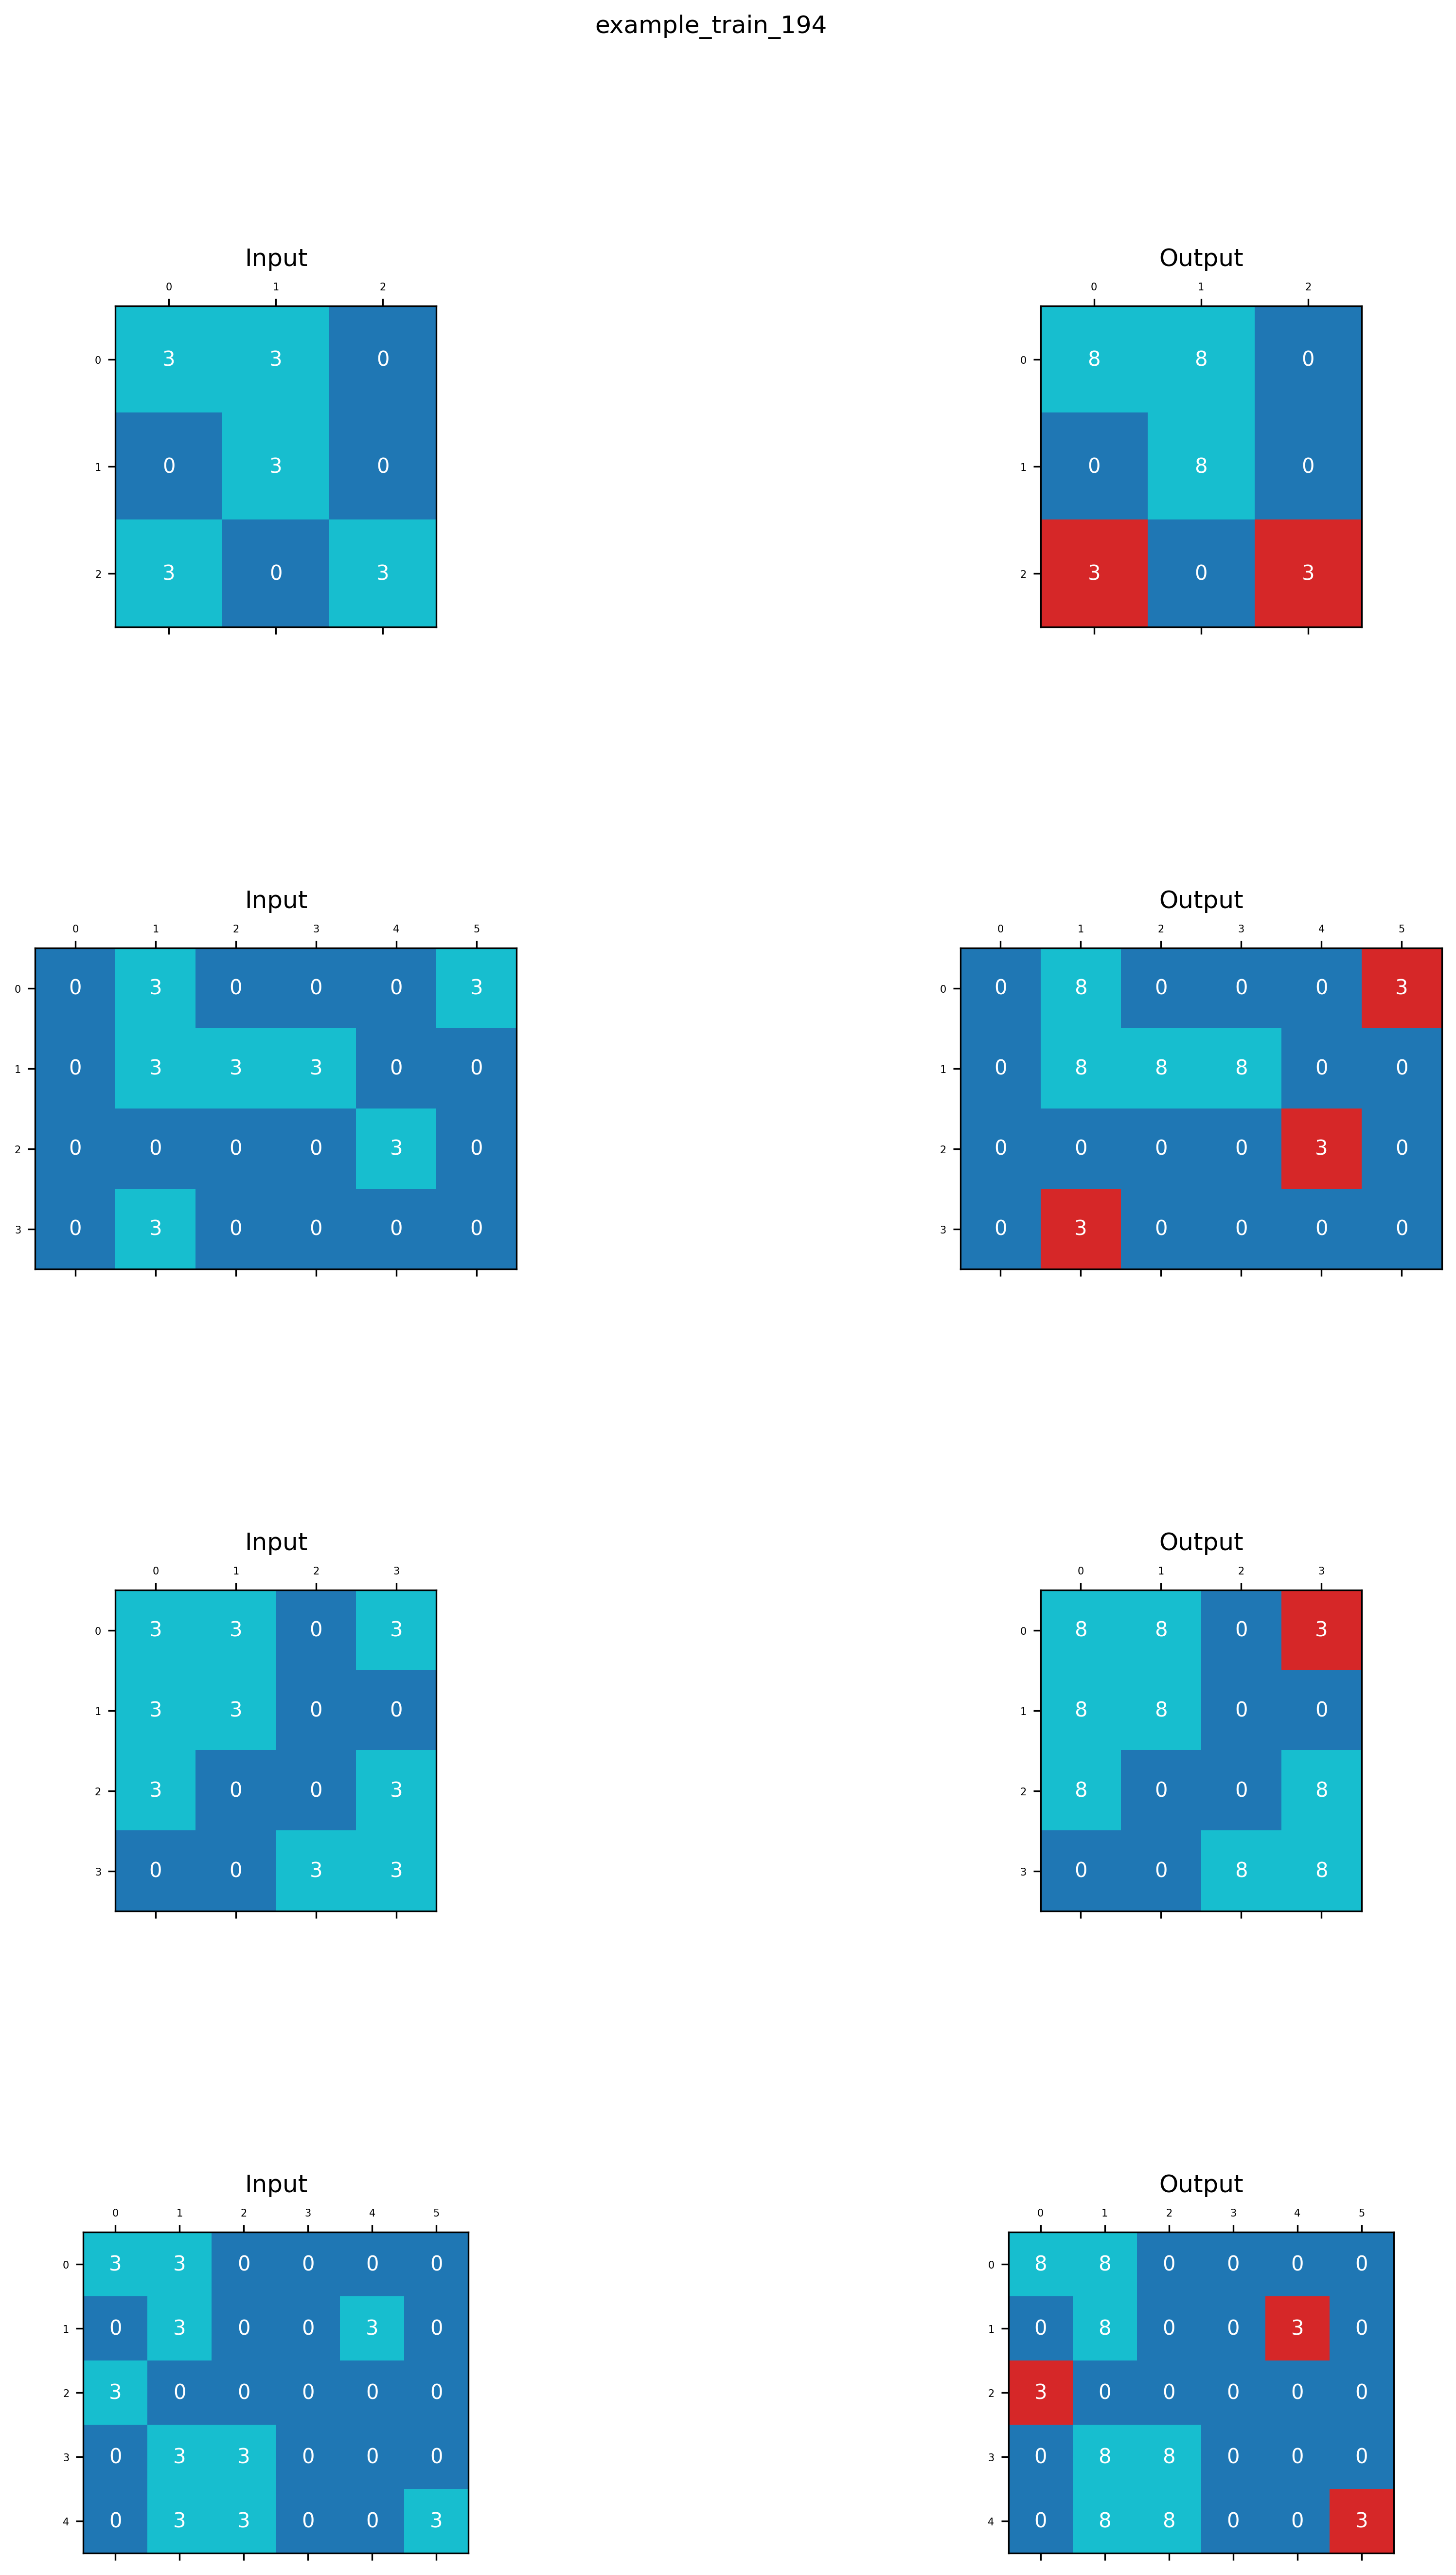 example_train_194
Input Output
0 1 2 0 1 2
0 3 3 0 0 8 8 0
1 0 3 0 1 0 8 0
2 3 0 3 2 3 0 3
Input Output
0 1 2 3 4 5 0 1 2 3 4 5
0 0 3 0 0 0 3 0 0 8 0 0 0 3
1 0 3 3 3 0 0 1 0 8 8 8 0 0
2 0 0 0 0 3 0 2 0 0 0 0 3 0
3 0 3 0 0 0 0 3 0 3 0 0 0 0
Input Output
0 1 2 3 0 1 2 3
0 3 3 0 3 0 8 8 0 3
1 3 3 0 0 1 8 8 0 0
2 3 0 0 3 2 8 0 0 8
3 0 0 3 3 3 0 0 8 8
Input Output
0 1 2 3 4 5 0 1 2 3 4 5
0 3 3 0 0 0 0 0 8 8 0 0 0 0
1 0 3 0 0 3 0 1 0 8 0 0 3 0
2 3 0 0 0 0 0 2 3 0 0 0 0 0
3 0 3 3 0 0 0 3 0 8 8 0 0 0
4 0 3 3 0 0 3 4 0 8 8 0 0 3